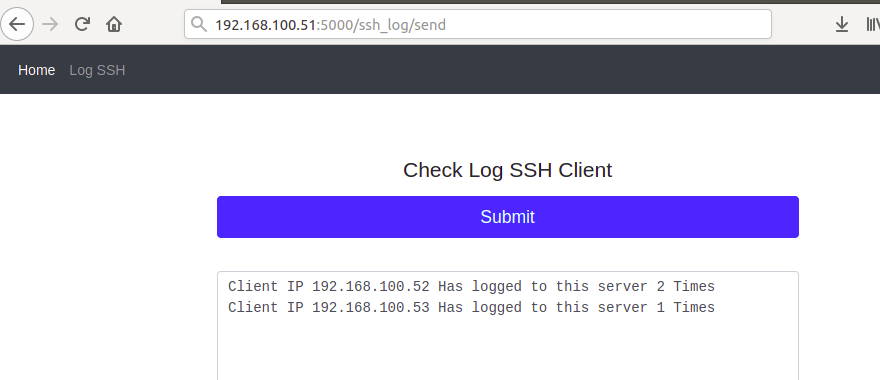 192.168.100.51:5000/ssh_log/send
Home Log SSH
Check Log SSH Client
Submit
Client IP 192.168.100.52 Has logged to this server 2 Times
Client IP 192.168.100.53 Has logged to this server 1 Times